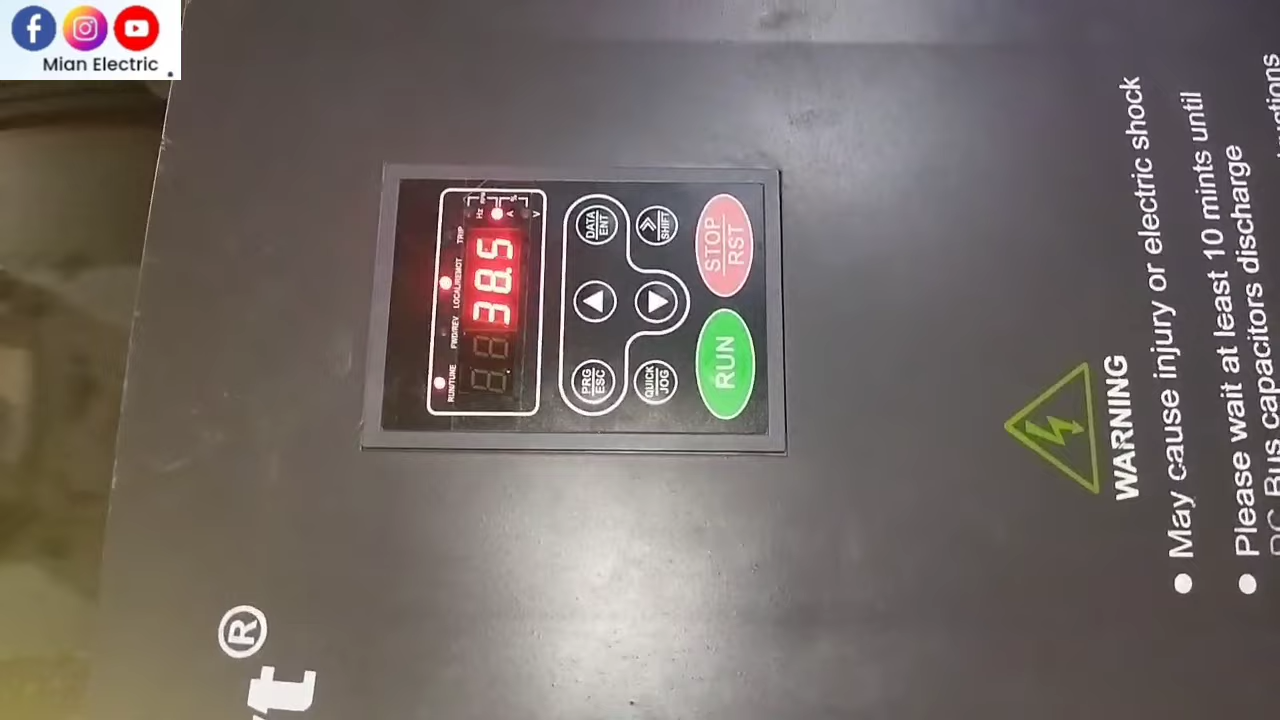 Mian Electric
RUN/TUNE FWD/REV LOCAL/REMOT TRIP
Hz
A
V
%
38.5
PRG
ESC
DATA
ENT
QUICK
JOG
SHIFT
RUN
STOP
RST
WARNING
● May cause injury or electric shock
● Please wait at least 10 mints until
DC Bus capacitors discharge
t®